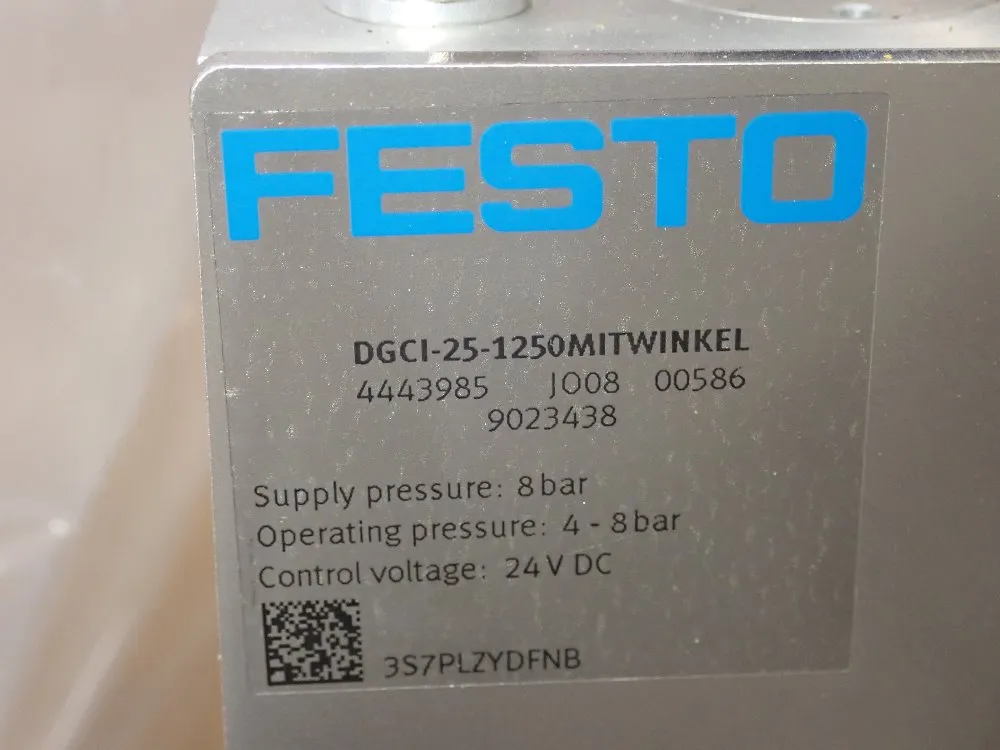 FESTO
DGCI-25-1250MITWINKEL
4443985 JO08 00586
9023438
Supply pressure: 8 bar
Operating pressure: 4 - 8 bar
Control voltage: 24 V DC
3S7PLZYDFNB